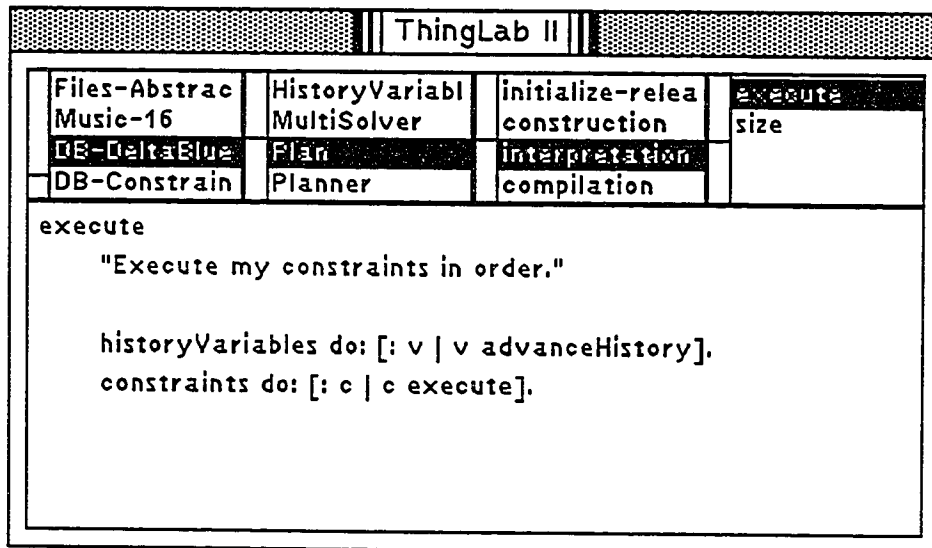 ThingLab II
Files-Abstrac
Music-16
DB-DeltaBlue
DB-Constrain
HistoryVariabl
MultiSolver
Plan
Planner
initialize-relea
construction
interpretation
compilation
execute
size
execute
"Execute my constraints in order."
historyVariables do: [: v | v advanceHistory].
constraints do: [: c | c execute].